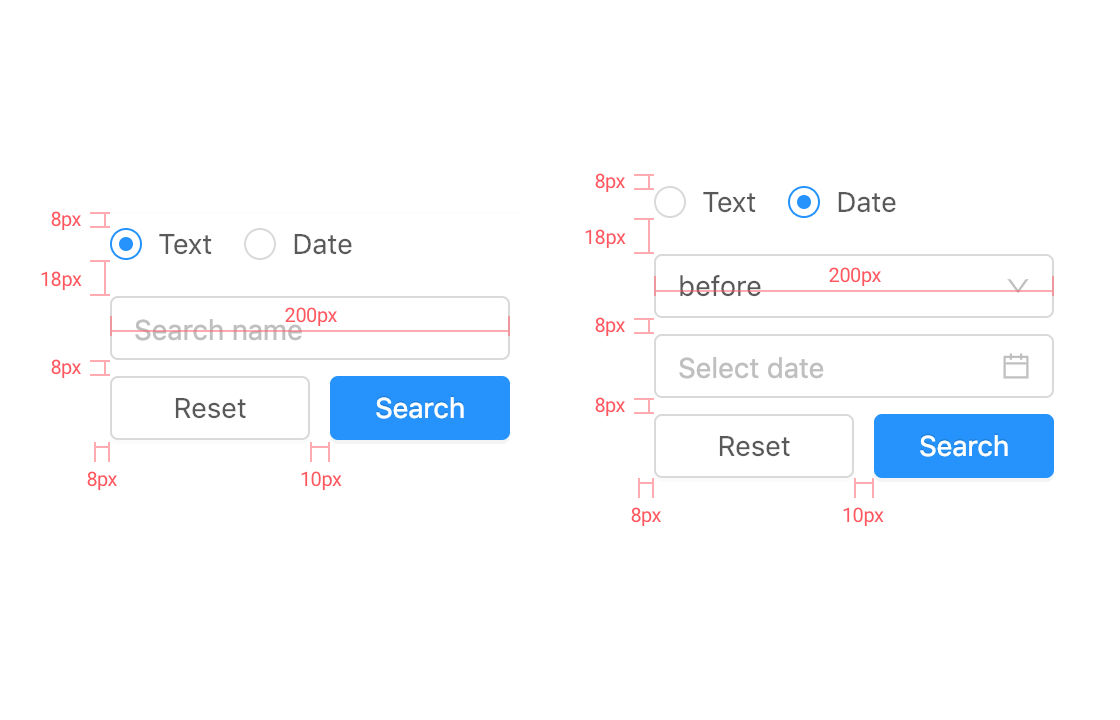 8px
Text Date
18px
200px
Search name
8px
Reset Search
8px 10px
8px
Text Date
18px
200px
before
8px
Select date
8px
Reset Search
8px 10px